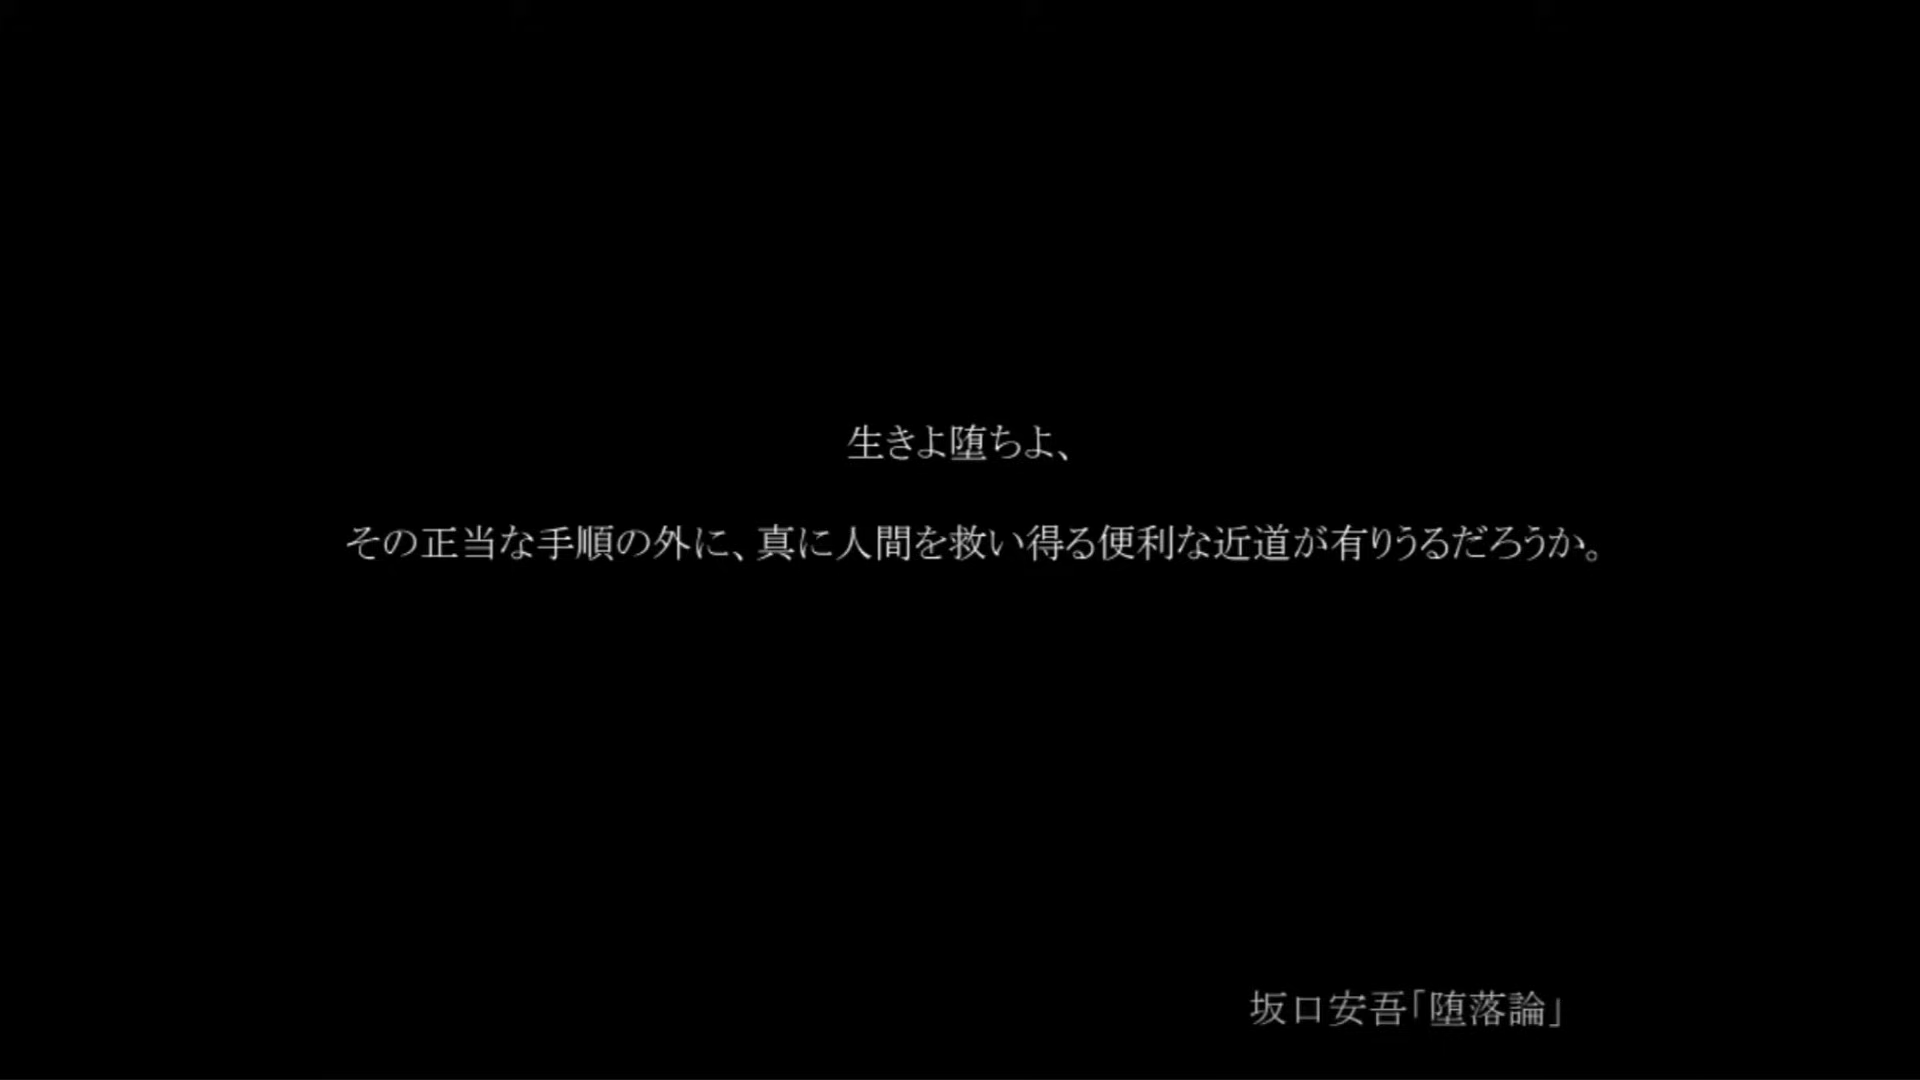 生きよ堕ちよ、
その正当な手順の外に、真に人間を救い得る便利な近道が有りうるだろうか。
坂口安吾「堕落論」